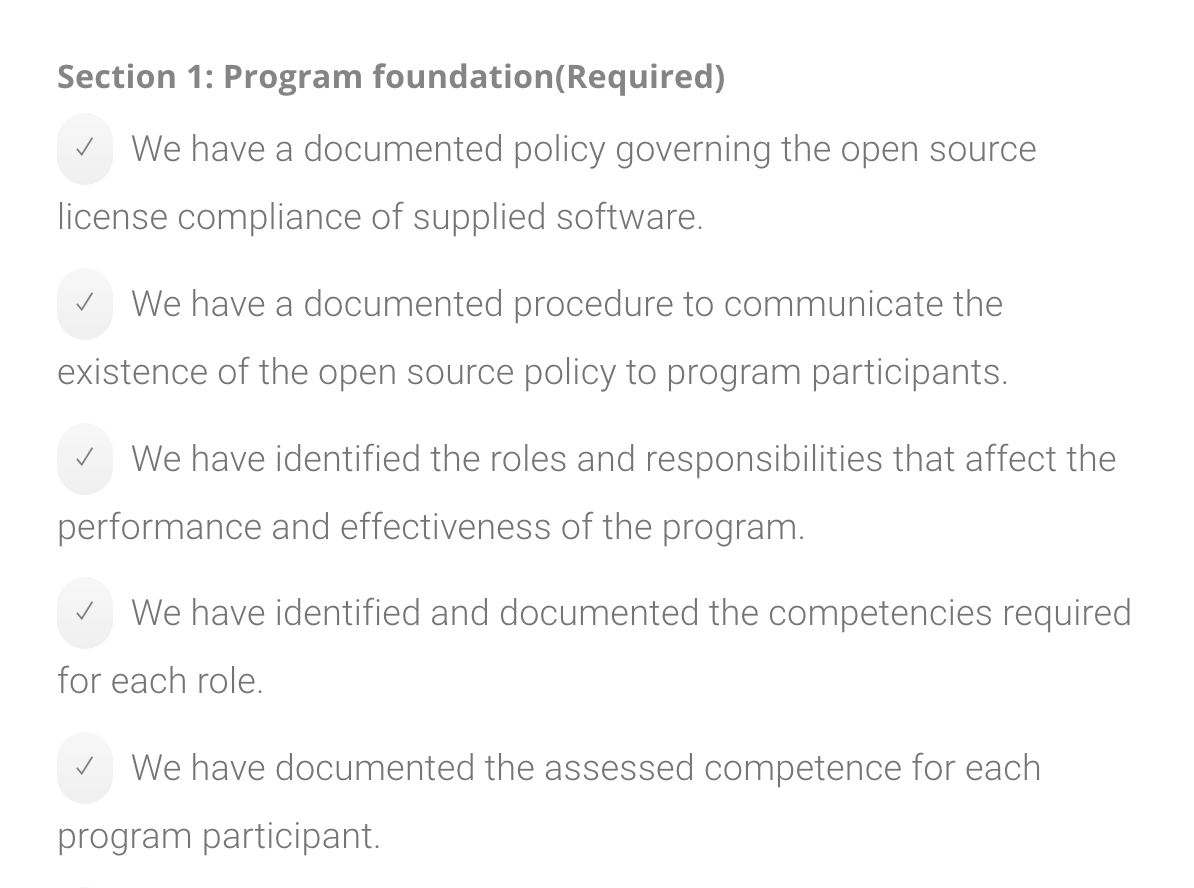 Section 1: Program foundation(Required)
✓ We have a documented policy governing the open source
license compliance of supplied software.
✓ We have a documented procedure to communicate the
existence of the open source policy to program participants.
✓ We have identified the roles and responsibilities that affect the
performance and effectiveness of the program.
✓ We have identified and documented the competencies required
for each role.
✓ We have documented the assessed competence for each
program participant.